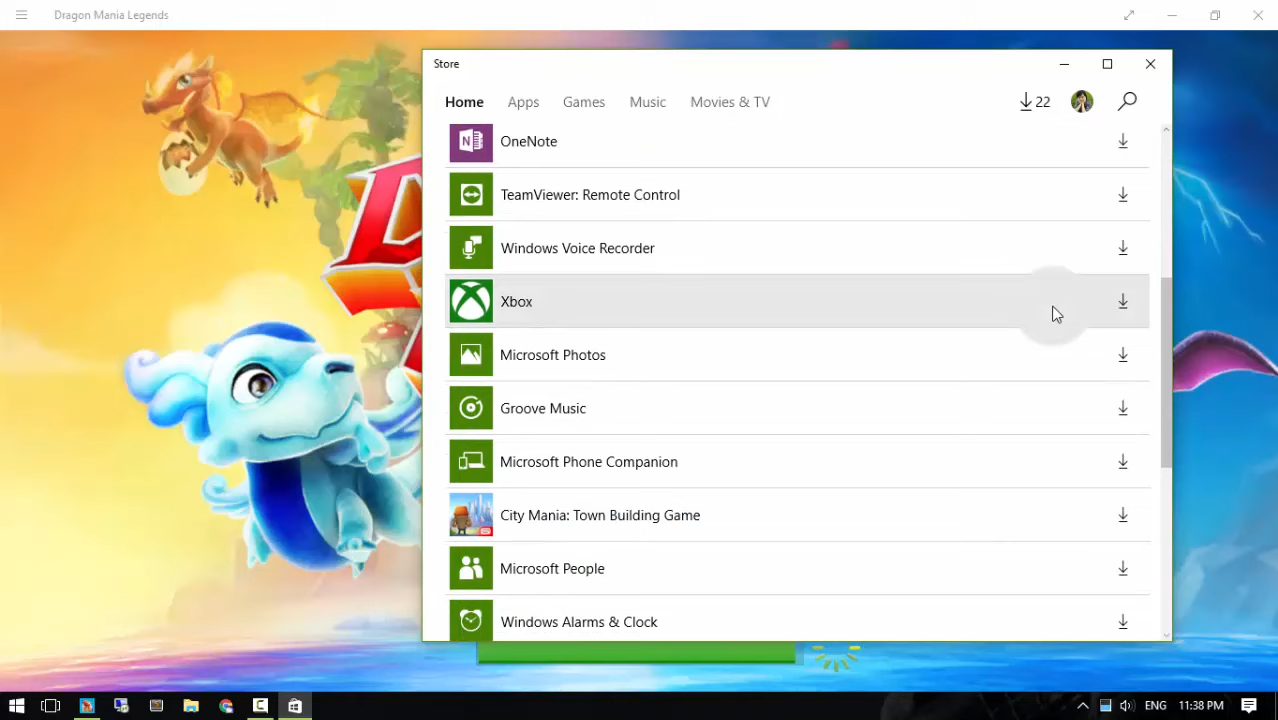 Dragon Mania Legends
Store
Home Apps Games Music Movies & TV 22
OneNote
TeamViewer: Remote Control
Windows Voice Recorder
Xbox
Microsoft Photos
Groove Music
Microsoft Phone Companion
City Mania: Town Building Game
Microsoft People
Windows Alarms & Clock
ENG 11:38 PM